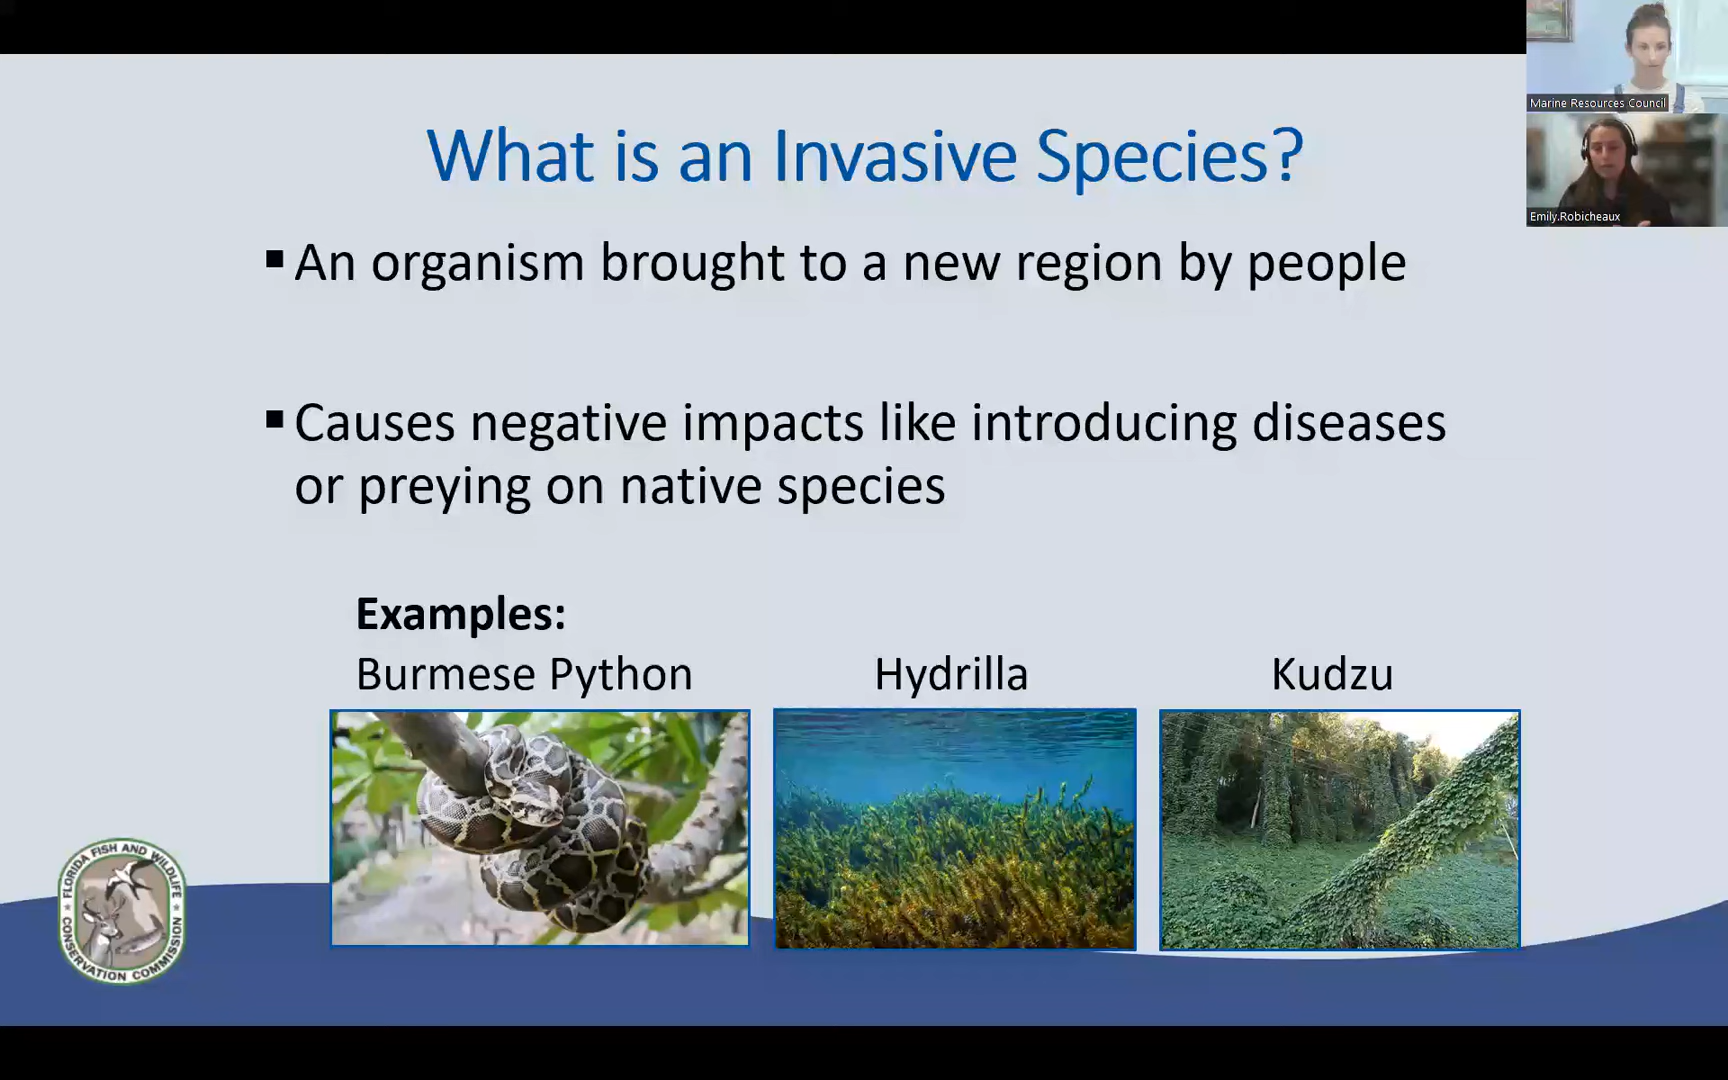 What is an Invasive Species?
▪ An organism brought to a new region by people
▪ Causes negative impacts like introducing diseases
or preying on native species
Examples:
Burmese Python
Hydrilla
Kudzu
FLORIDA FISH AND WILDLIFE
CONSERVATION COMMISSION
Marine Resources Council
Emily.Robicheaux